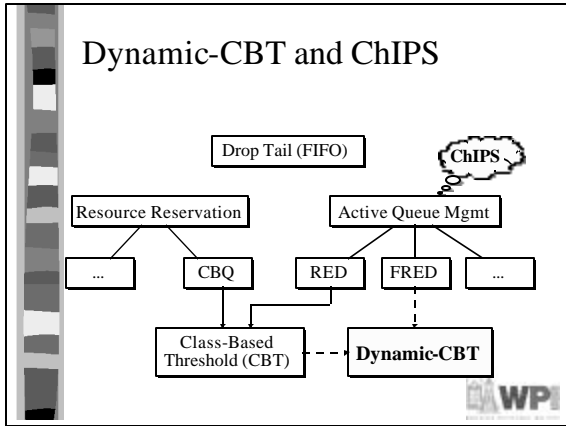 Dynamic-CBT and ChIPS
Drop Tail (FIFO)
ChIPS
Resource Reservation
Active Queue Mgmt
...
CBQ
RED
FRED
...
Class-Based
Threshold (CBT)
Dynamic-CBT
WPI